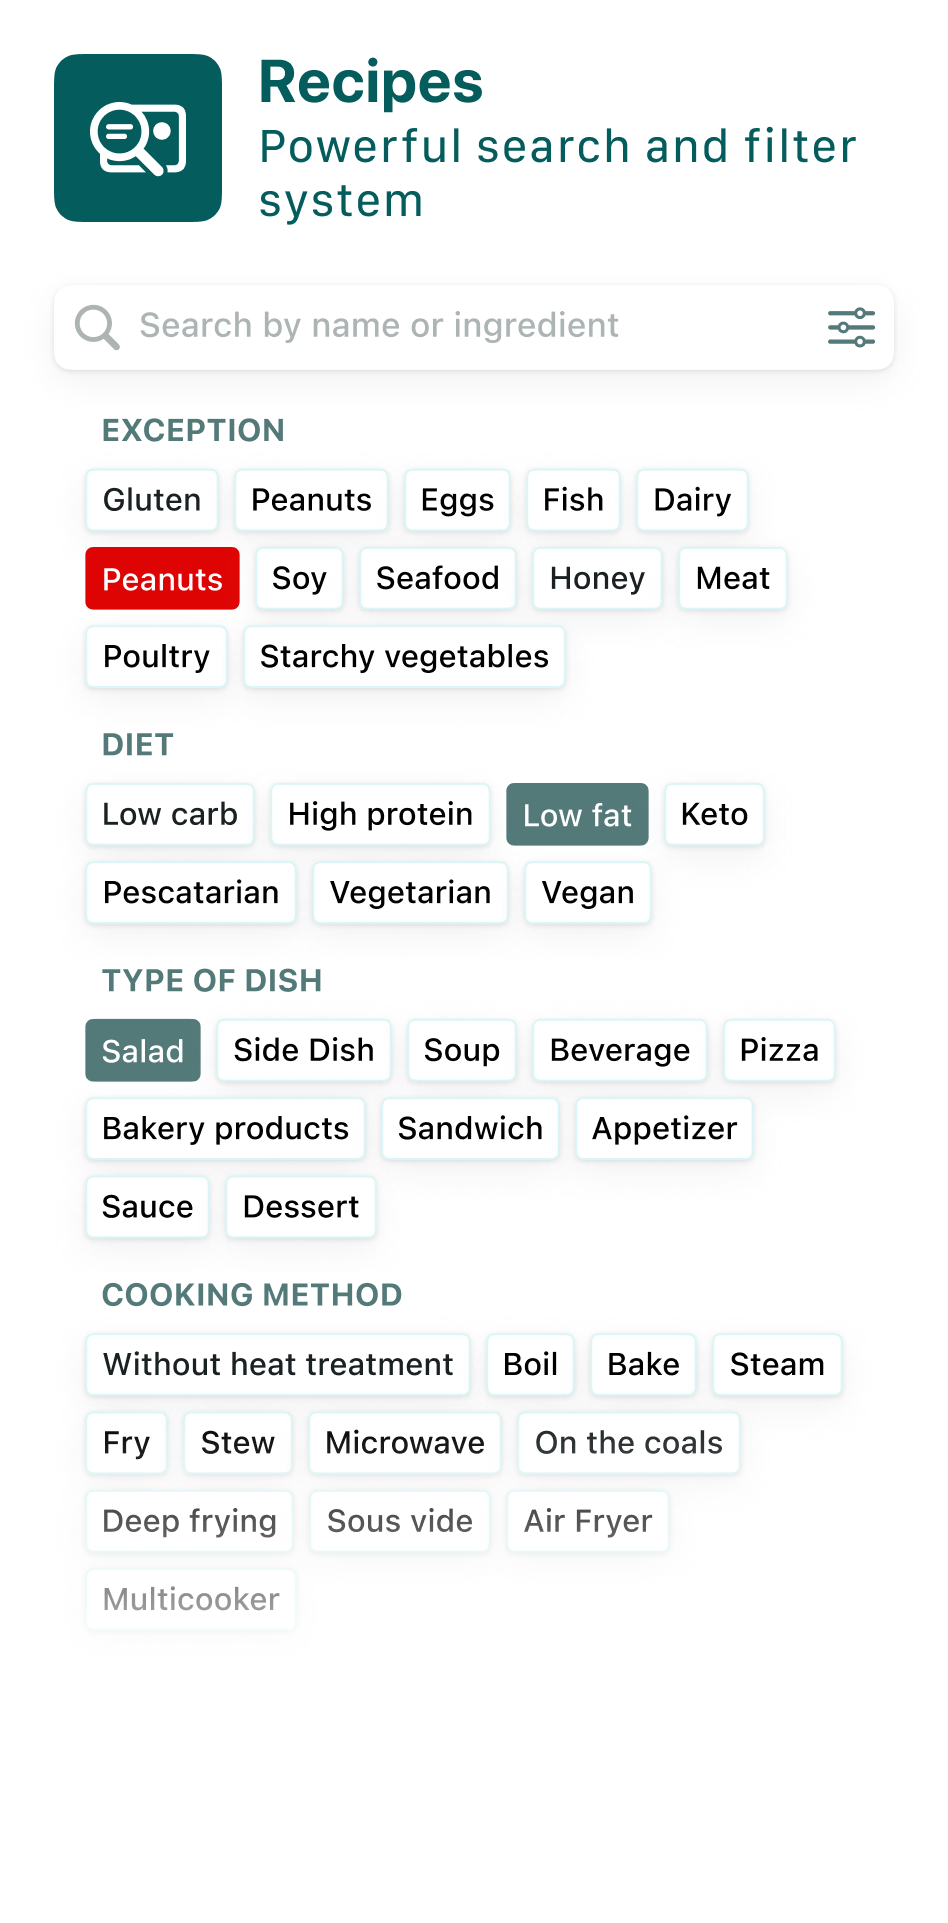 Recipes
Powerful search and filter
system
Search by name or ingredient
EXCEPTION
Gluten Peanuts Eggs Fish Dairy
Peanuts Soy Seafood Honey Meat
Poultry Starchy vegetables
DIET
Low carb High protein Low fat Keto
Pescatarian Vegetarian Vegan
TYPE OF DISH
Salad Side Dish Soup Beverage Pizza
Bakery products Sandwich Appetizer
Sauce Dessert
COOKING METHOD
Without heat treatment Boil Bake Steam
Fry Stew Microwave On the coals
Deep frying Sous vide Air Fryer
Multicooker